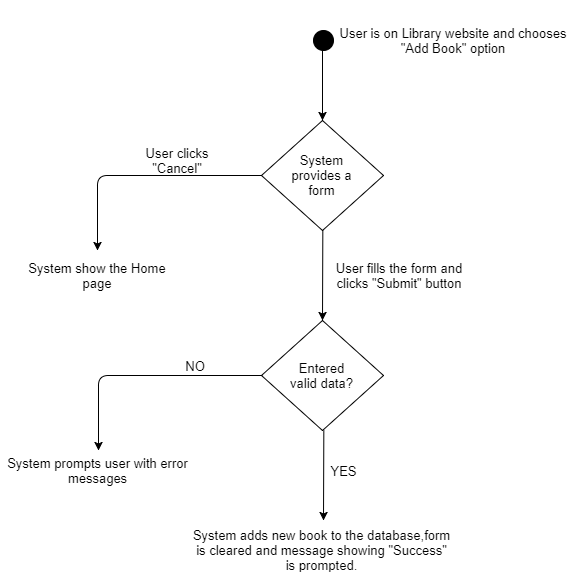 User is on Library website and chooses
"Add Book" option
System
provides a
form
User clicks
"Cancel"
System show the Home
page
User fills the form and
clicks "Submit" button
Entered
valid data?
NO
System prompts user with error
messages
YES
System adds new book to the database,form
is cleared and message showing "Success"
is prompted.